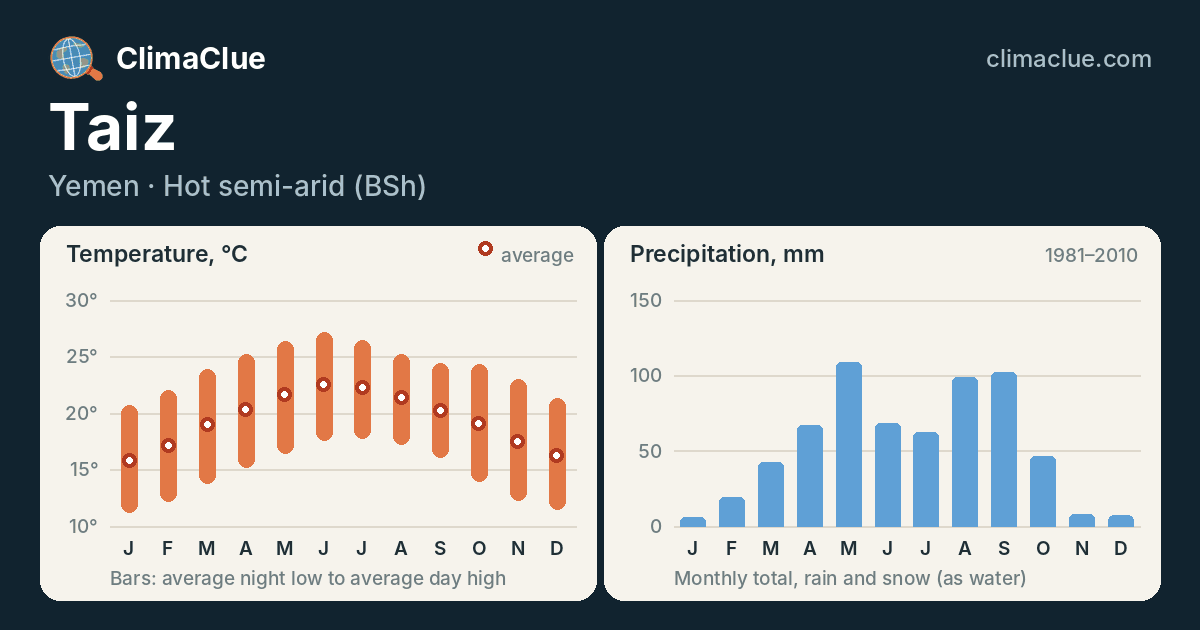 ClimaClue
climaclue.com
Taiz
Yemen · Hot semi-arid (BSh)
Temperature, °C
average
30°
25°
20°
15°
10°
J F M A M J J A S O N D
Bars: average night low to average day high
Precipitation, mm
1981–2010
150
100
50
0
J F M A M J J A S O N D
Monthly total, rain and snow (as water)